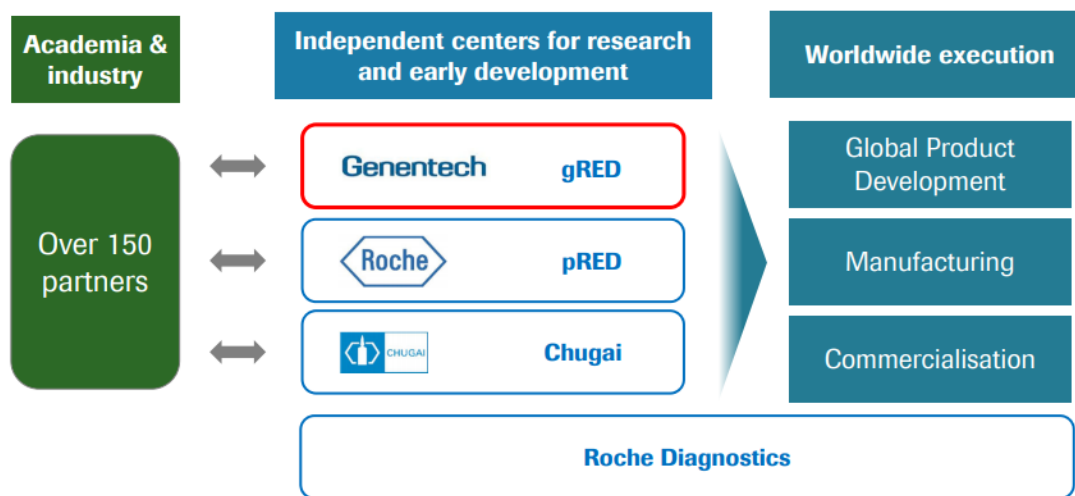 Academia &
industry
Independent centers for research
and early development
Worldwide execution
Over 150
partners
Genentech gRED
Roche pRED
CHUGAI Chugai
Global Product
Development
Manufacturing
Commercialisation
Roche Diagnostics